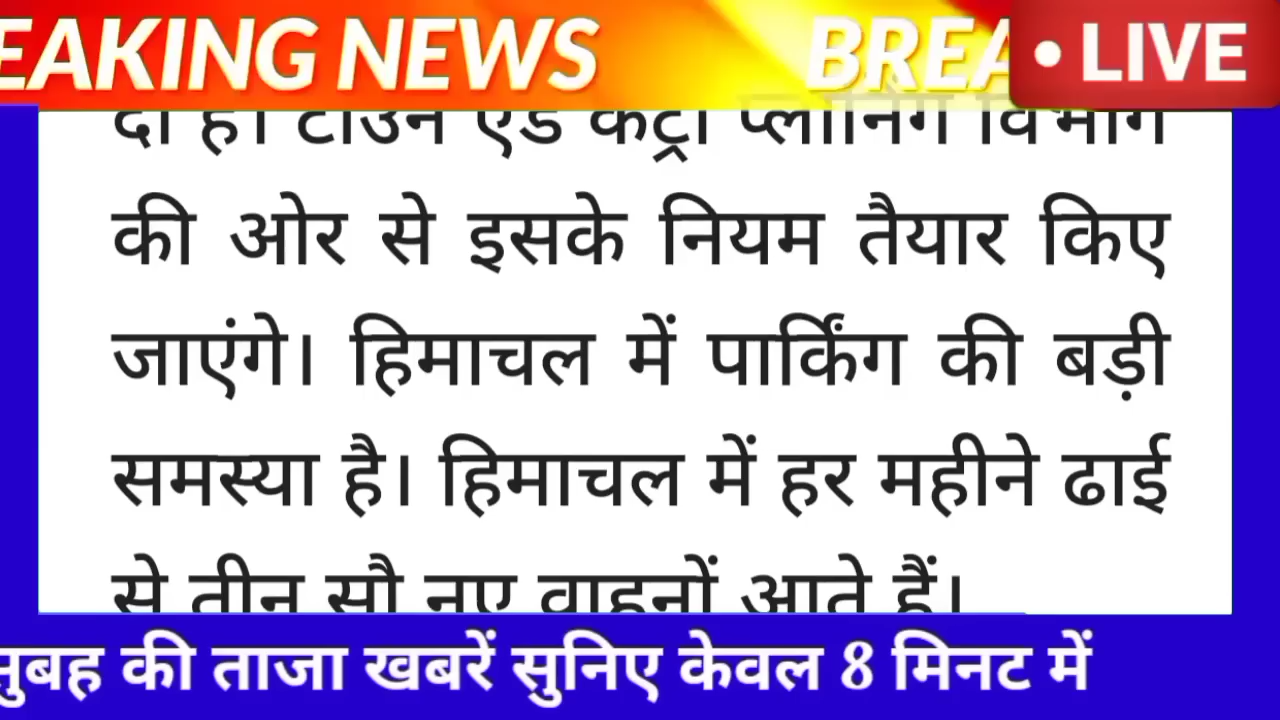 EAKING NEWS BREA • LIVE
दी है। टाउन एंड कंट्री प्लानिंग विभाग
की ओर से इसके नियम तैयार किए
जाएंगे। हिमाचल में पार्किंग की बड़ी
समस्या है। हिमाचल में हर महीने ढाई
से तीन सौ नए वाहनों आते हैं।
सुबह की ताजा खबरें सुनिए केवल 8 मिनट में